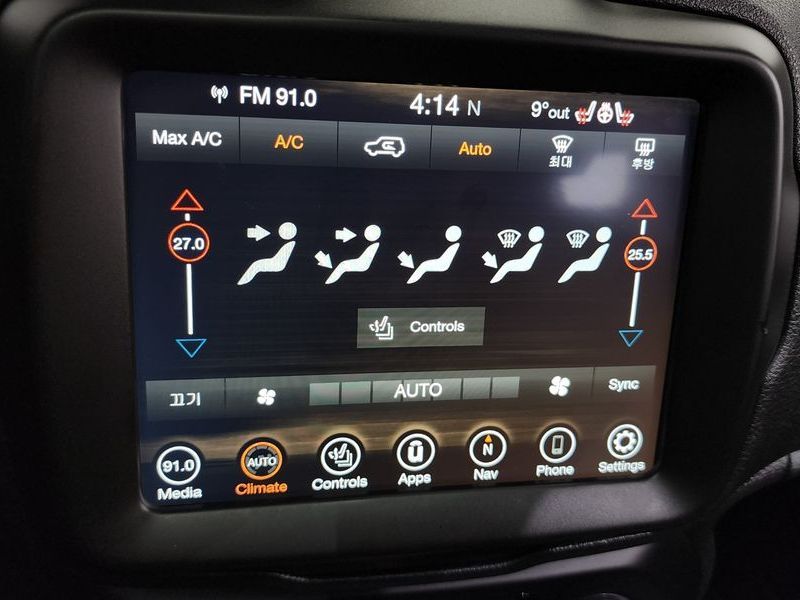 FM 91.0 4:14 N 9°out
Max A/C A/C Auto 최대 후방
27.0 25.5
Controls
끄기 AUTO Sync
91.0 AUTO N
Media Climate Controls Apps Nav Phone Settings